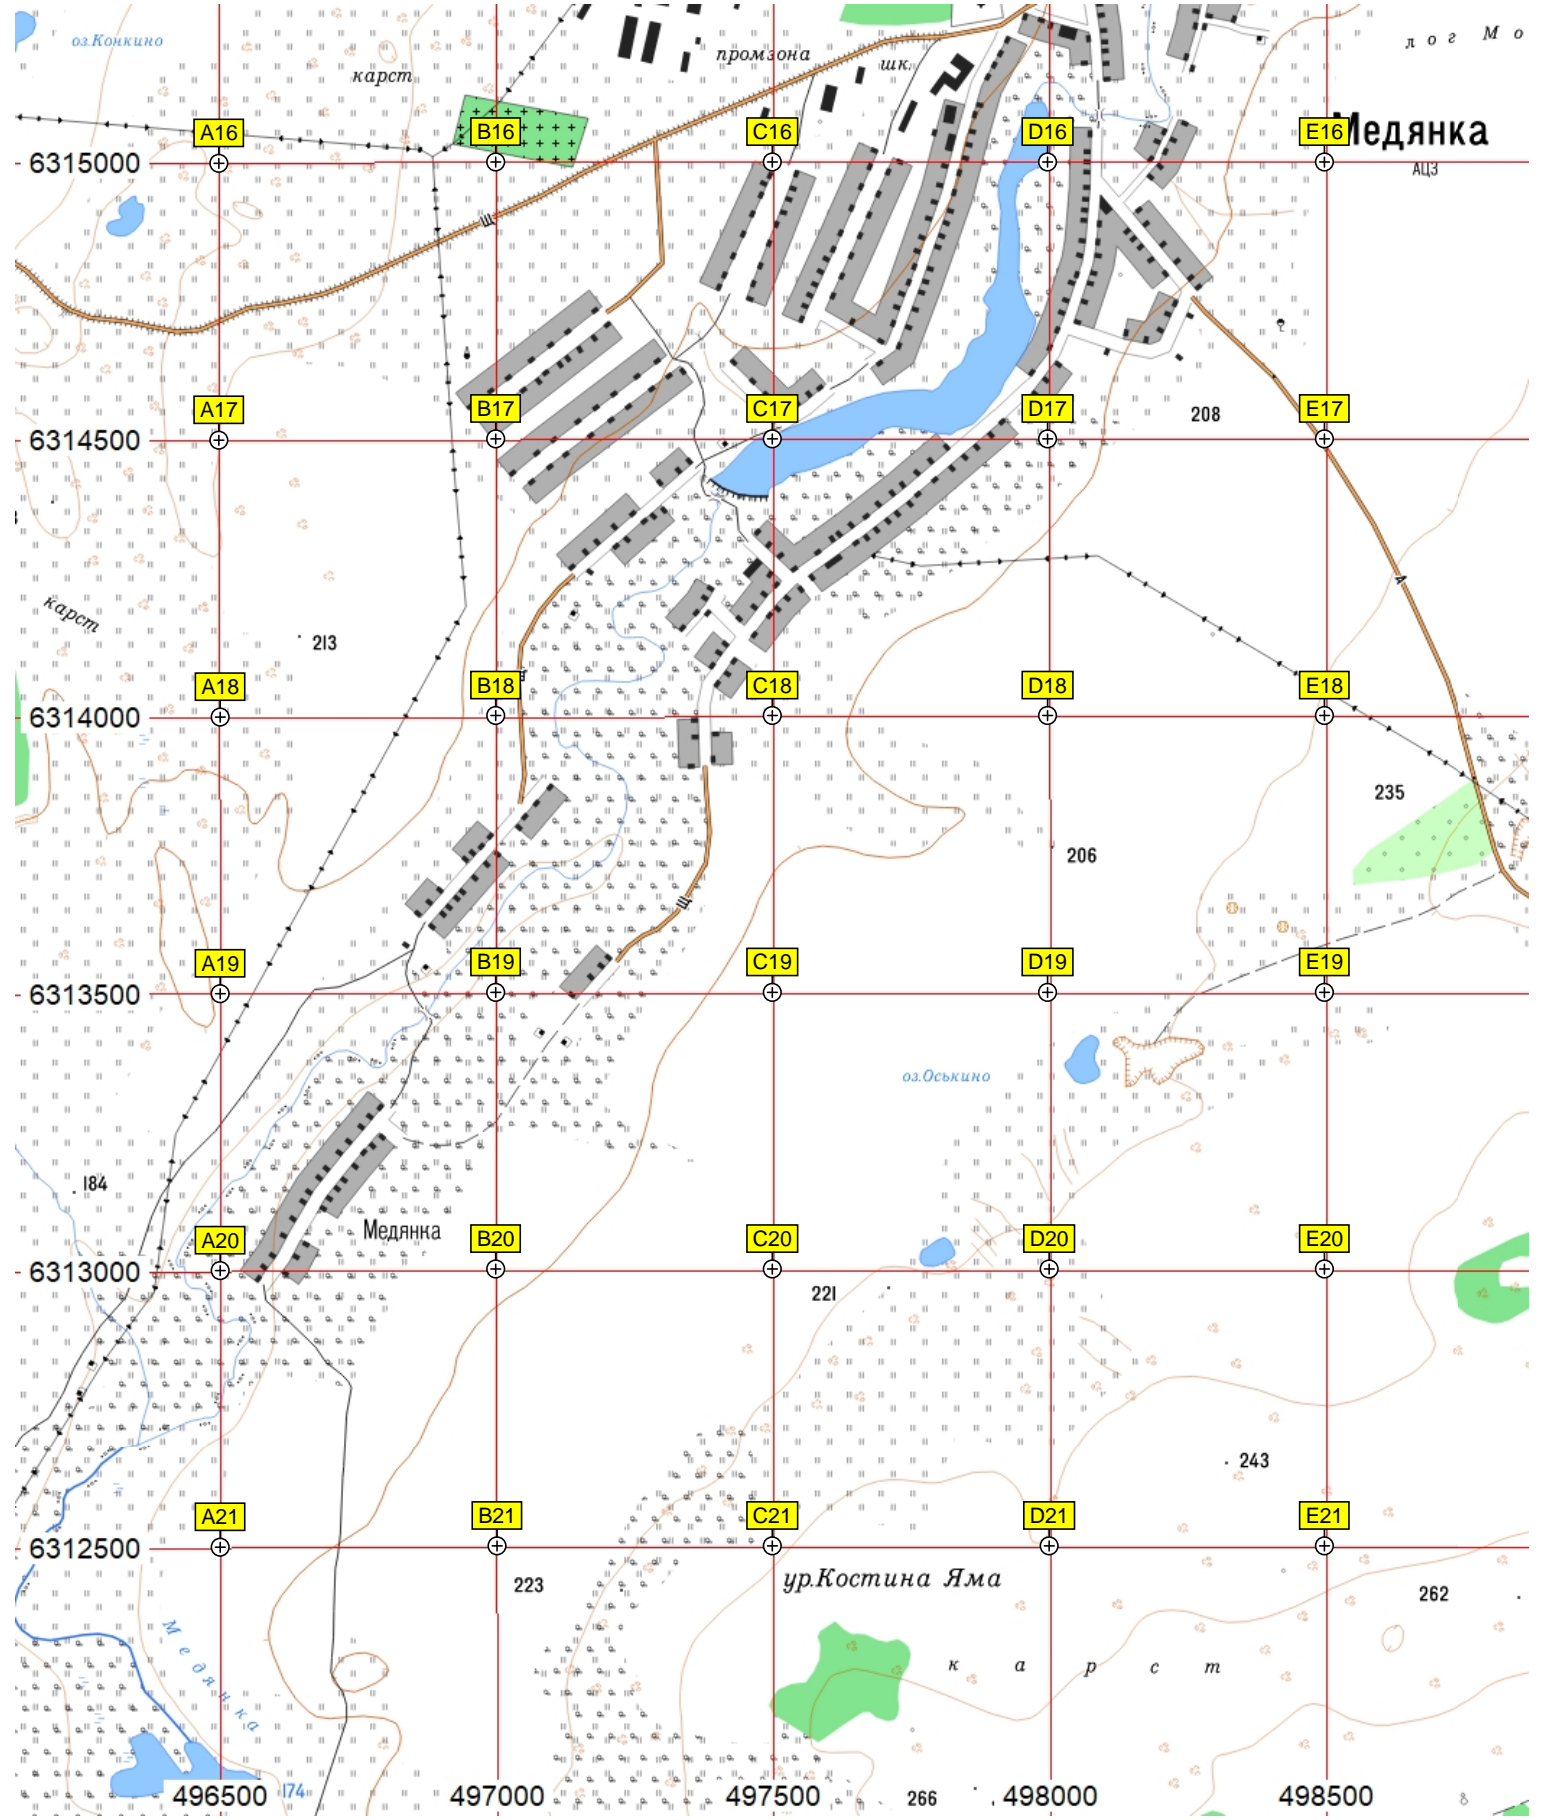 оз.Конкино
карст
промзона
шк.
лог Мо
A16
B16
C16
D16
E16
Медянка
АЦЗ
6315000
Щ
A17
B17
C17
D17
E17
208
6314500
А
карст
213
A18
B18
C18
D18
E18
6314000
235
206
Щ
A19
B19
C19
D19
E19
6313500
оз.Оськино
184
Медянка
A20
B20
C20
D20
E20
6313000
221
243
A21
B21
C21
D21
E21
6312500
223
ур.Костина Яма
262
Медянка
карст
496500
174
497000
497500
266
498000
498500